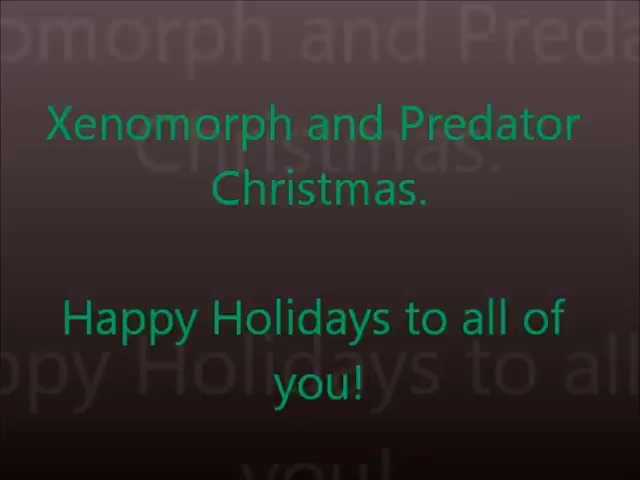 Xenomorph and Predator
Christmas.
Happy Holidays to all of
you!